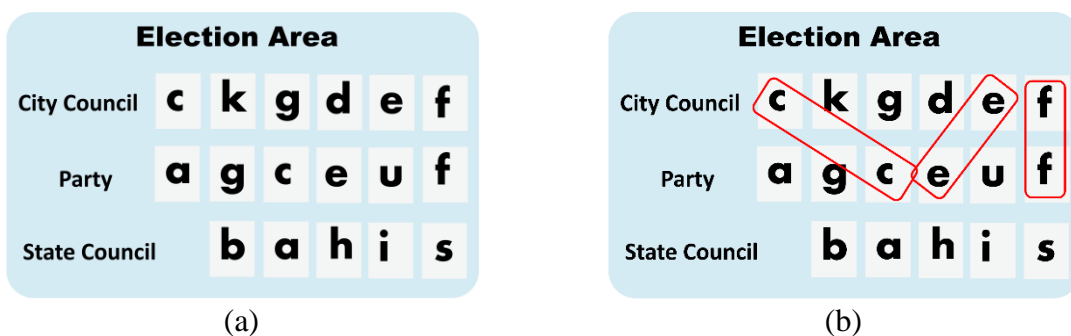 Election Area
City Council c k g d e f
Party a g c e u f
State Council b a h i s
(a)
Election Area
City Council c k g d e f
Party a g c e u f
State Council b a h i s
(b)